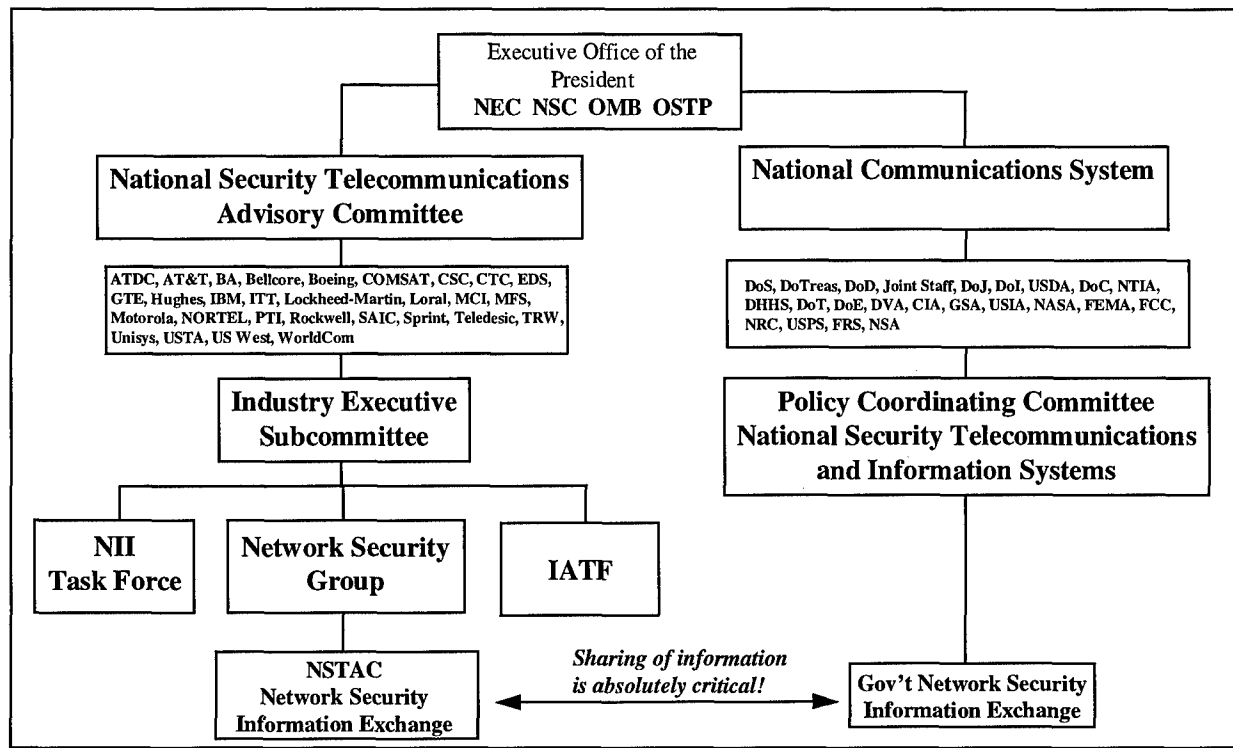 Executive Office of the
President
NEC NSC OMB OSTP
National Security Telecommunications
Advisory Committee
National Communications System
ATDC, AT&T, BA, Bellcore, Boeing, COMSAT, CSC, CTC, EDS,
GTE, Hughes, IBM, ITT, Lockheed-Martin, Loral, MCI, MFS,
Motorola, NORTEL, PTI, Rockwell, SAIC, Sprint, Teledesic, TRW,
Unisys, USTA, US West, WorldCom
DoS, DoTreas, DoD, Joint Staff, DoJ, DoI, USDA, DoC, NTIA,
DHHS, DoT, DoE, DVA, CIA, GSA, USIA, NASA, FEMA, FCC,
NRC, USPS, FRS, NSA
Industry Executive
Subcommittee
Policy Coordinating Committee
National Security Telecommunications
and Information Systems
NII
Task Force
Network Security
Group
IATF
NSTAC
Network Security
Information Exchange
Sharing of information
is absolutely critical!
Gov't Network Security
Information Exchange